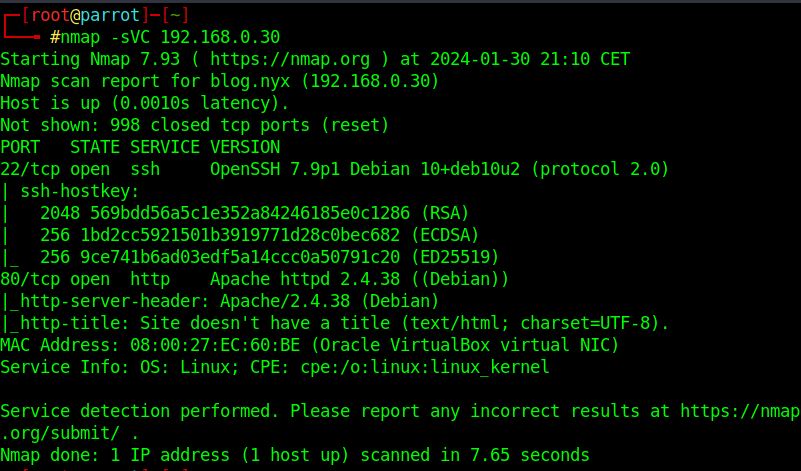 ┌─[root@parrot]─[~]
└──╼ #nmap -sVC 192.168.0.30
Starting Nmap 7.93 ( https://nmap.org ) at 2024-01-30 21:10 CET
Nmap scan report for blog.nyx (192.168.0.30)
Host is up (0.0010s latency).
Not shown: 998 closed tcp ports (reset)
PORT   STATE SERVICE VERSION
22/tcp open  ssh     OpenSSH 7.9p1 Debian 10+deb10u2 (protocol 2.0)
| ssh-hostkey:
|   2048 569bdd56a5c1e352a84246185e0c1286 (RSA)
|   256 1bd2cc5921501b3919771d28c0bec682 (ECDSA)
|_  256 9ce741b6ad03edf5a14ccc0a50791c20 (ED25519)
80/tcp open  http    Apache httpd 2.4.38 ((Debian))
|_http-server-header: Apache/2.4.38 (Debian)
|_http-title: Site doesn't have a title (text/html; charset=UTF-8).
MAC Address: 08:00:27:EC:60:BE (Oracle VirtualBox virtual NIC)
Service Info: OS: Linux; CPE: cpe:/o:linux:linux_kernel

Service detection performed. Please report any incorrect results at https://nmap
.org/submit/ .
Nmap done: 1 IP address (1 host up) scanned in 7.65 seconds